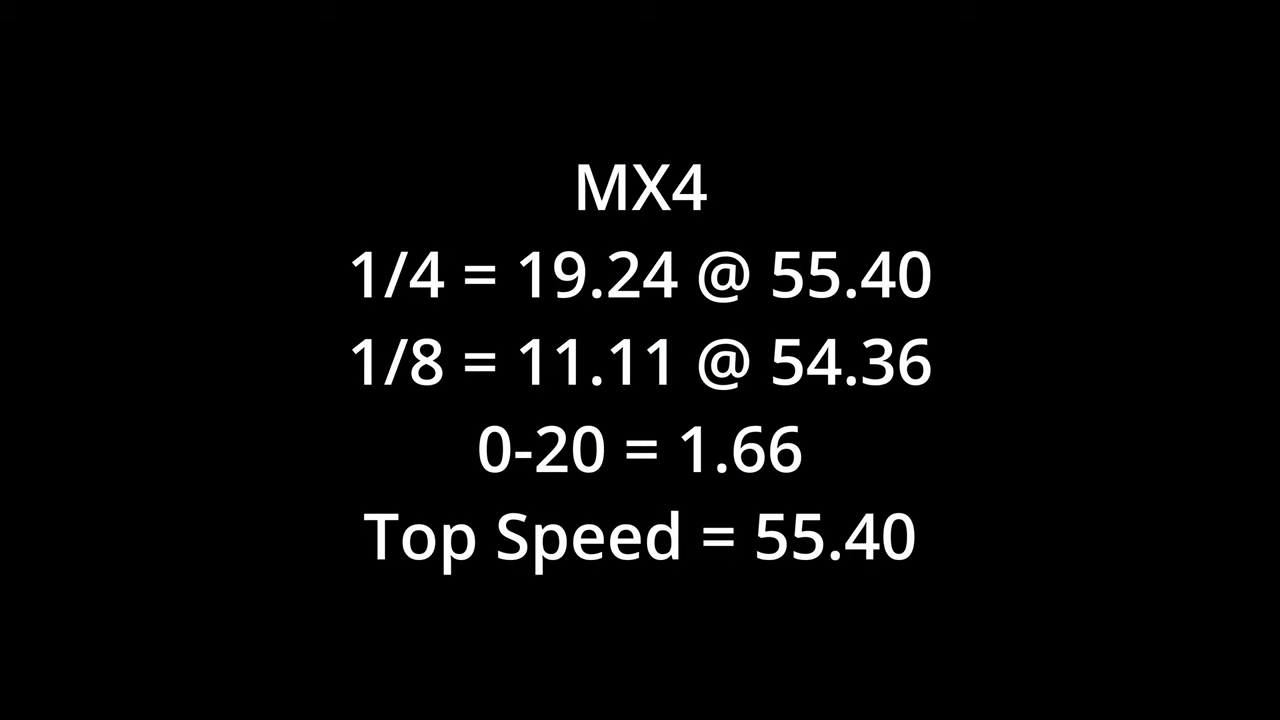 MX4
1/4 = 19.24 @ 55.40
1/8 = 11.11 @ 54.36
0-20 = 1.66
Top Speed = 55.40